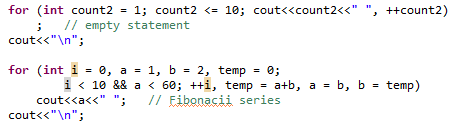 for (int count2 = 1; count2 <= 10; cout<<count2<<" ", ++count2)
;   // empty statement
cout<<"\n";
for (int i = 0, a = 1, b = 2, temp = 0;
i < 10 && a < 60; ++i, temp = a+b, a = b, b = temp)
cout<<a<<" ";   // Fibonacii series
cout<<"\n";